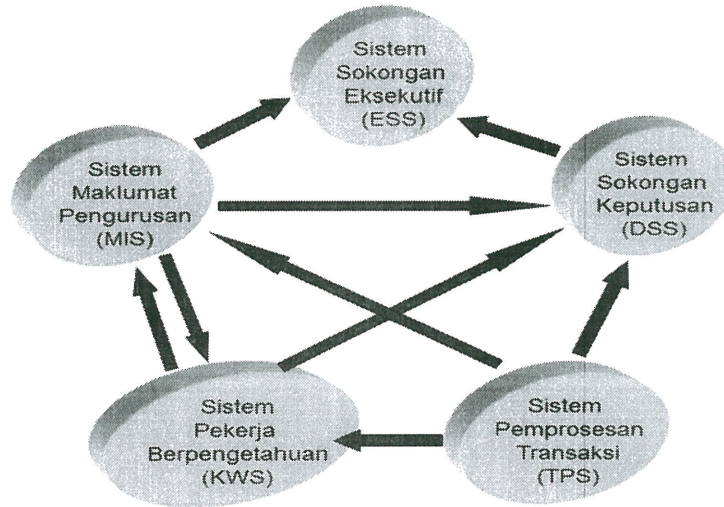 Sistem
Sokongan
Eksekutif
(ESS)
Sistem
Maklumat
Pengurusan
(MIS)
Sistem
Sokongan
Keputusan
(DSS)
Sistem
Pekerja
Berpengetahuan
(KWS)
Sistem
Pemprosesan
Transaksi
(TPS)